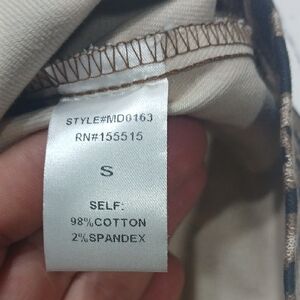 STYLE#MD0163
RN#155515
S
SELF:
98%COTTON
2%SPANDEX